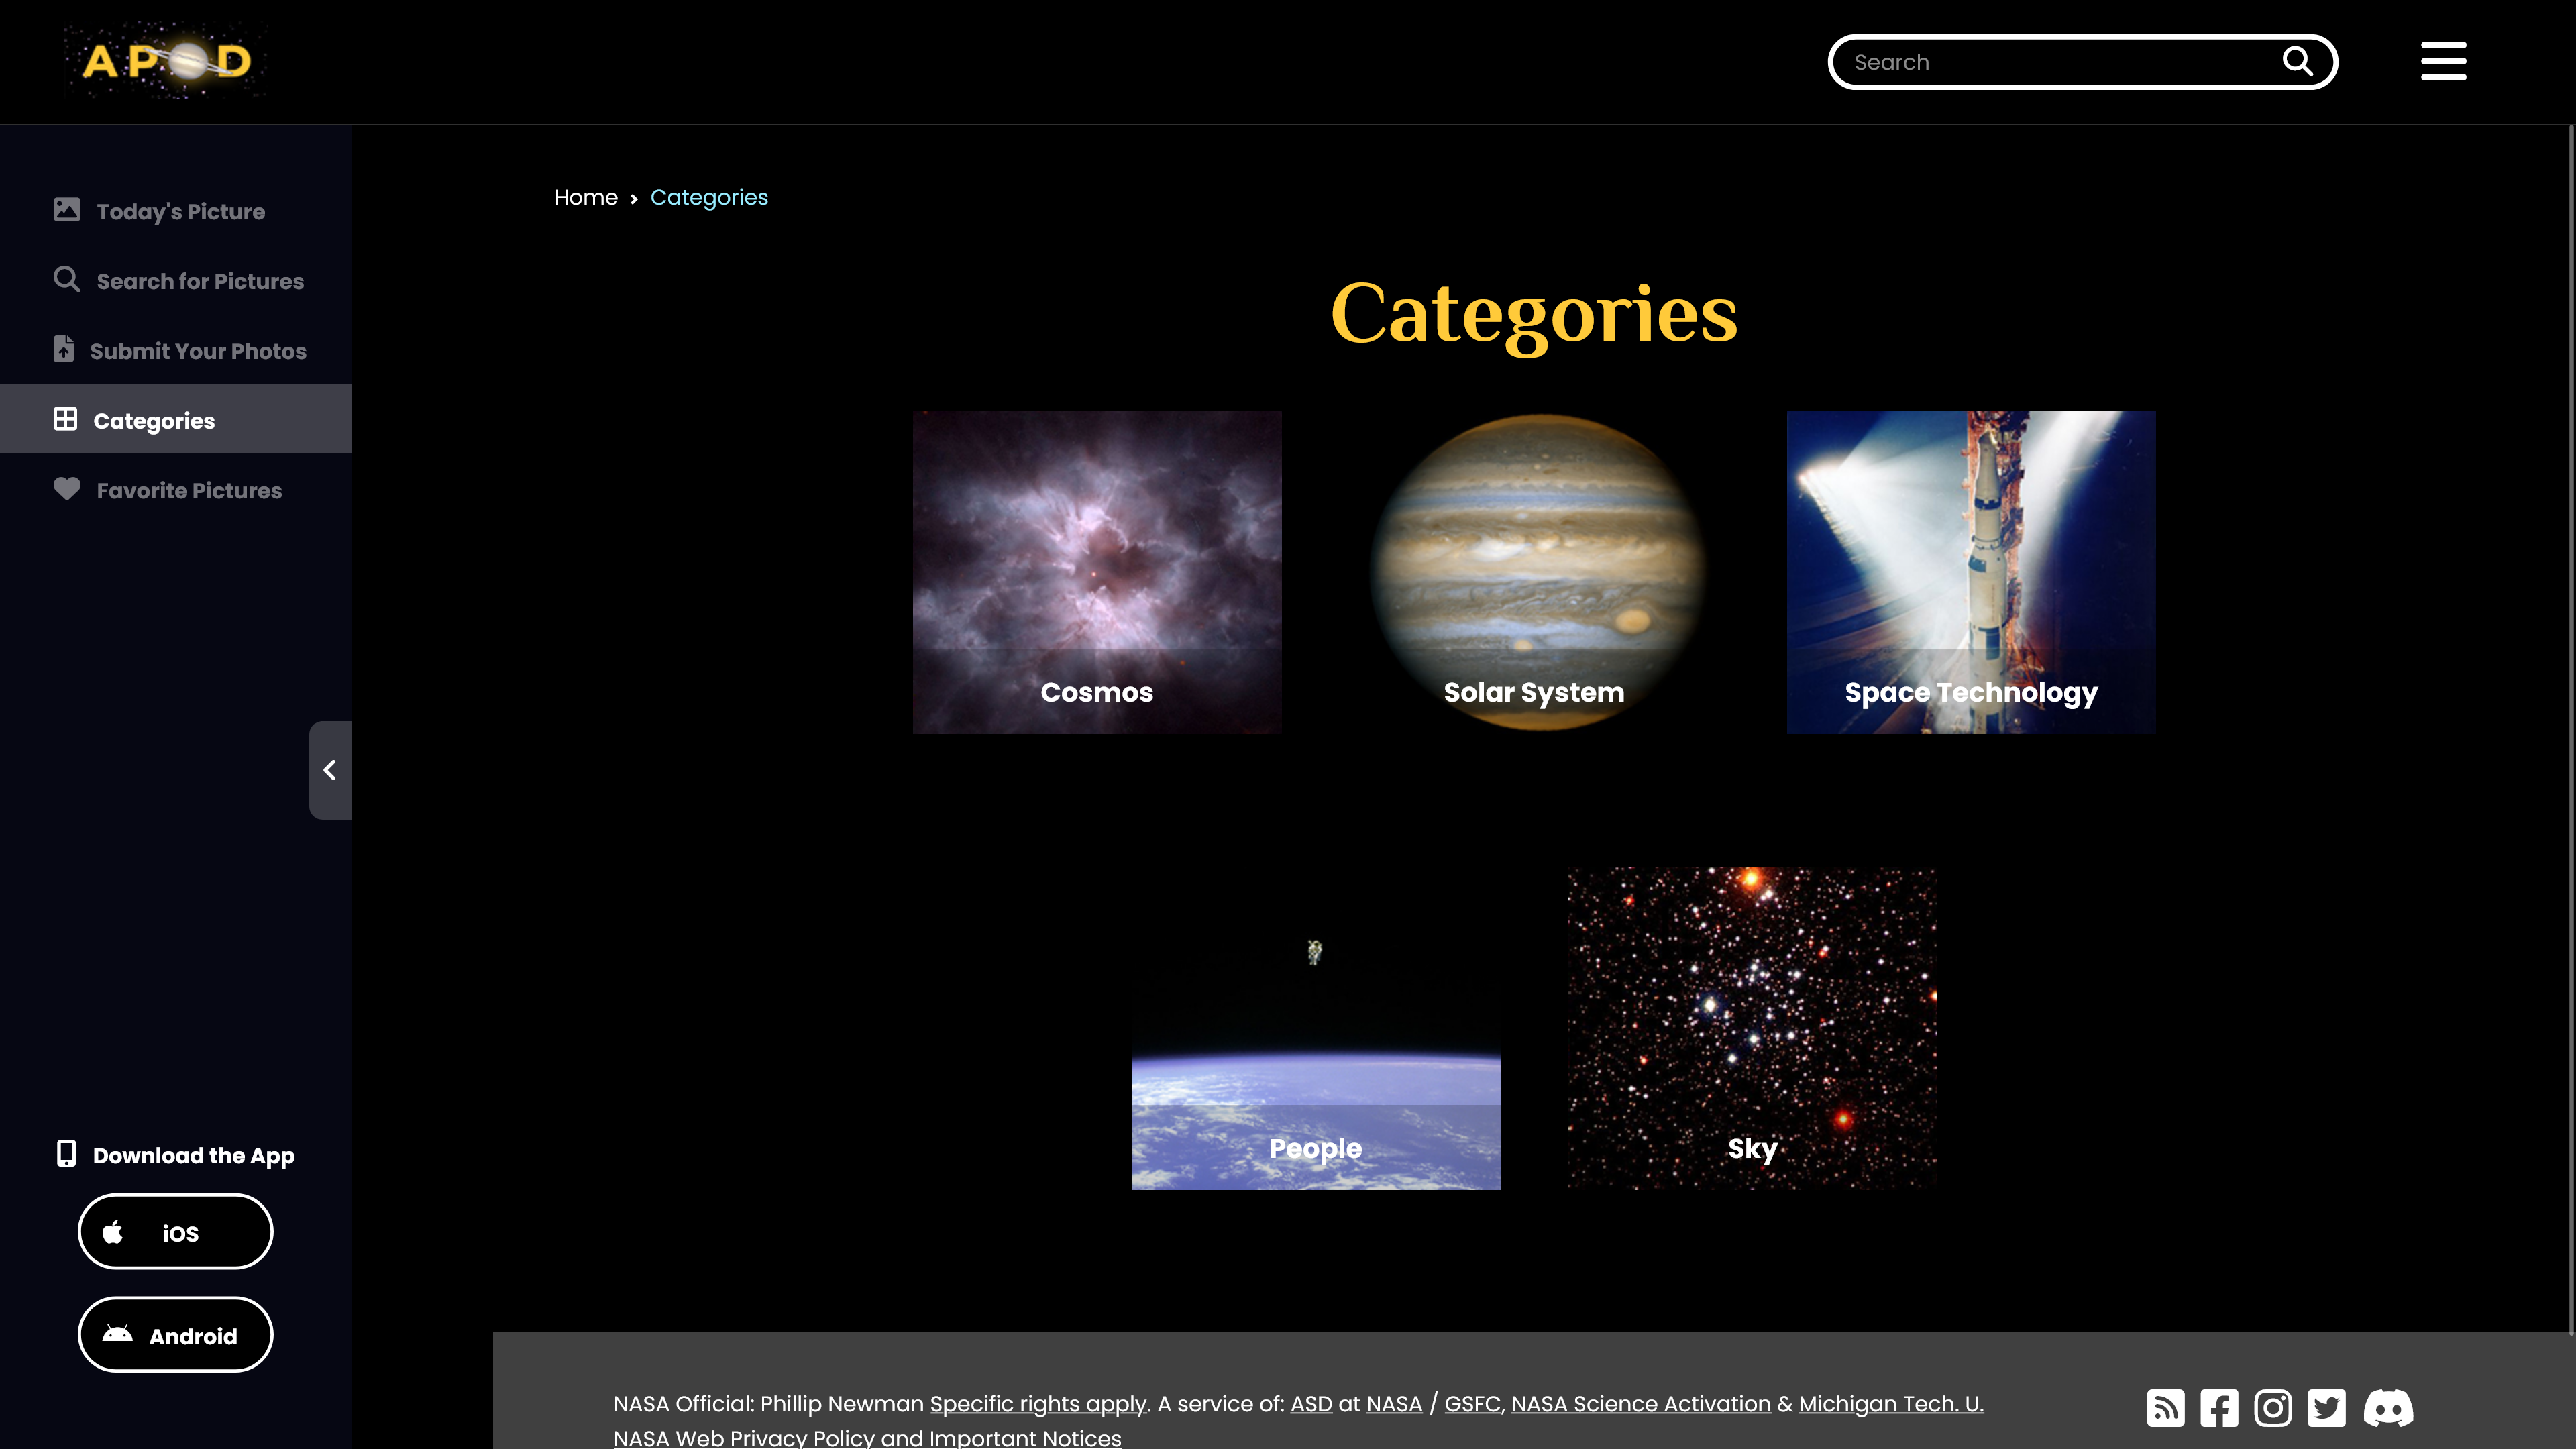 APOD
Search
Today's Picture
Search for Pictures
Submit Your Photos
Categories
Favorite Pictures
Download the App
iOS
Android
Home › Categories
Categories
Cosmos
Solar System
Space Technology
People
Sky
NASA Official: Phillip Newman Specific rights apply. A service of: ASD at NASA / GSFC, NASA Science Activation & Michigan Tech. U.
NASA Web Privacy Policy and Important Notices